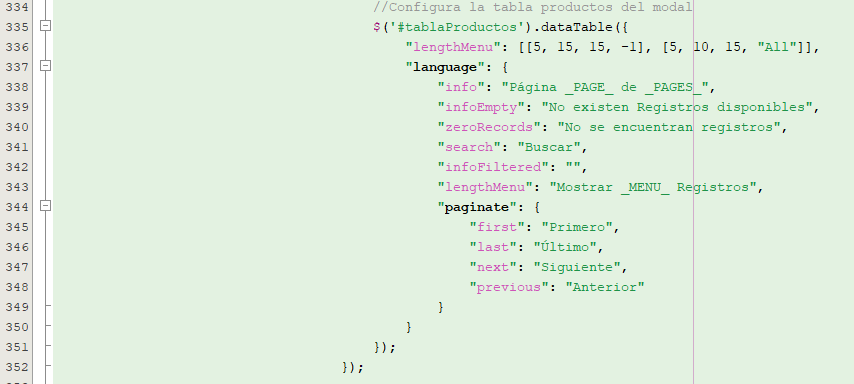 334 //Configura la tabla productos del modal
335 $('#tablaProductos').dataTable({
336 "lengthMenu": [[5, 15, 15, -1], [5, 10, 15, "All"]],
337 "language": {
338 "info": "Página _PAGE_ de _PAGES_",
339 "infoEmpty": "No existen Registros disponibles",
340 "zeroRecords": "No se encuentran registros",
341 "search": "Buscar",
342 "infoFiltered": "",
343 "lengthMenu": "Mostrar _MENU_ Registros",
344 "paginate": {
345 "first": "Primero",
346 "last": "Último",
347 "next": "Siguiente",
348 "previous": "Anterior"
349 }
350 }
351 });
352 });